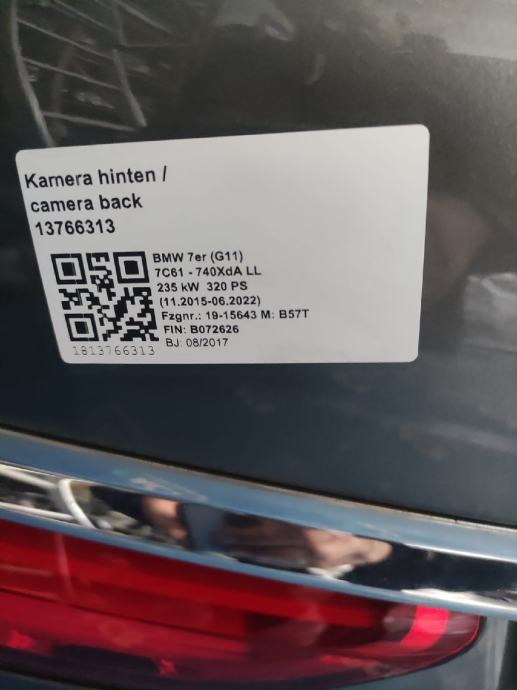 Kamera hinten /
camera back
13766313
BMW 7er (G11)
7C61 - 740XdA LL
235 kW 320 PS
(11.2015-06.2022)
Fzgnr.: 19-15643 M: B57T
FIN: B072626
BJ: 08/2017
1813766313